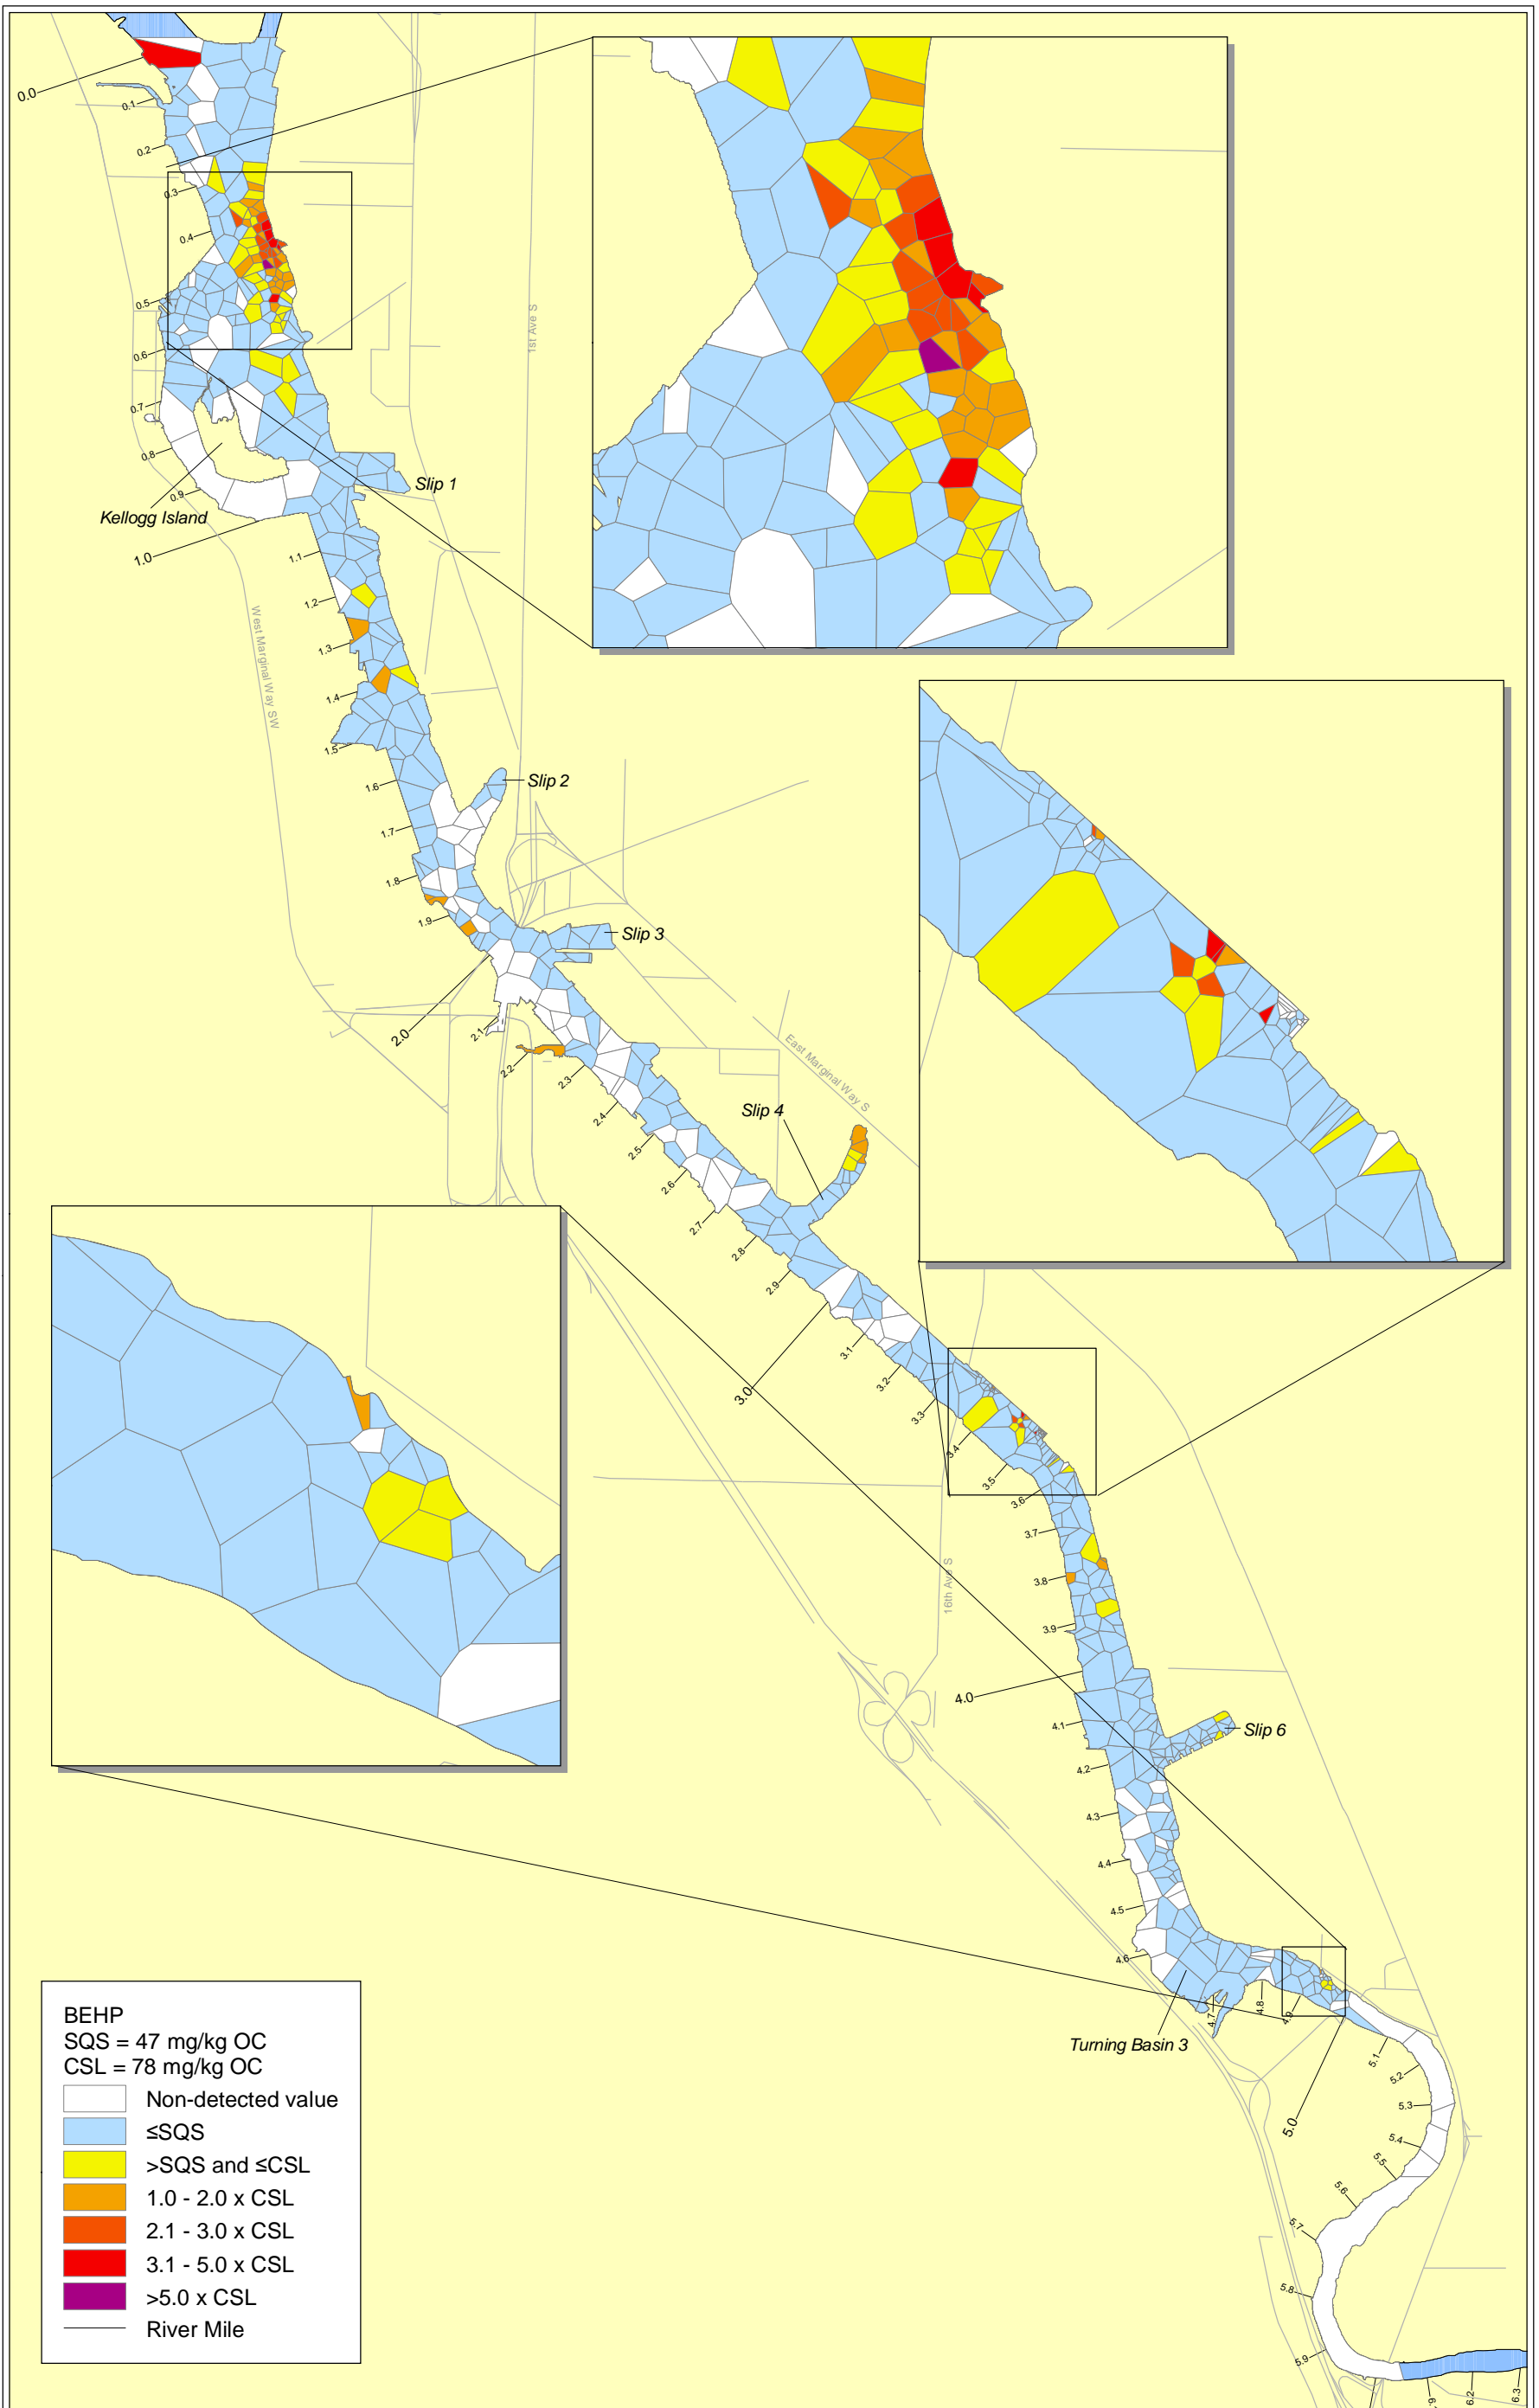 0.0
0.1
0.2
0.3
0.4
0.5
0.6
0.7
0.8
0.9
Kellogg Island
Slip 1
1st Ave S
1.0
1.1
1.2
1.3
1.4
1.5
West Marginal Way SW
1.6
Slip 2
1.7
1.8
1.9
Slip 3
2.0
2.1
2.2
2.3
2.4
2.5
2.6
2.7
2.8
2.9
East Marginal Way S
Slip 4
3.0
3.1
3.2
3.3
3.4
3.5
3.6
3.7
3.8
3.9
16th Ave S
4.0
4.1
Slip 6
4.2
4.3
4.4
4.5
4.6
4.7
4.8
4.9
Turning Basin 3
5.0
5.1
5.2
5.3
5.4
5.5
5.6
5.7
5.8
5.9
6.2
6.3
BEHP
SQS = 47 mg/kg OC
CSL = 78 mg/kg OC
Non-detected value
≤SQS
>SQS and ≤CSL
1.0 - 2.0 x CSL
2.1 - 3.0 x CSL
3.1 - 5.0 x CSL
>5.0 x CSL
River Mile